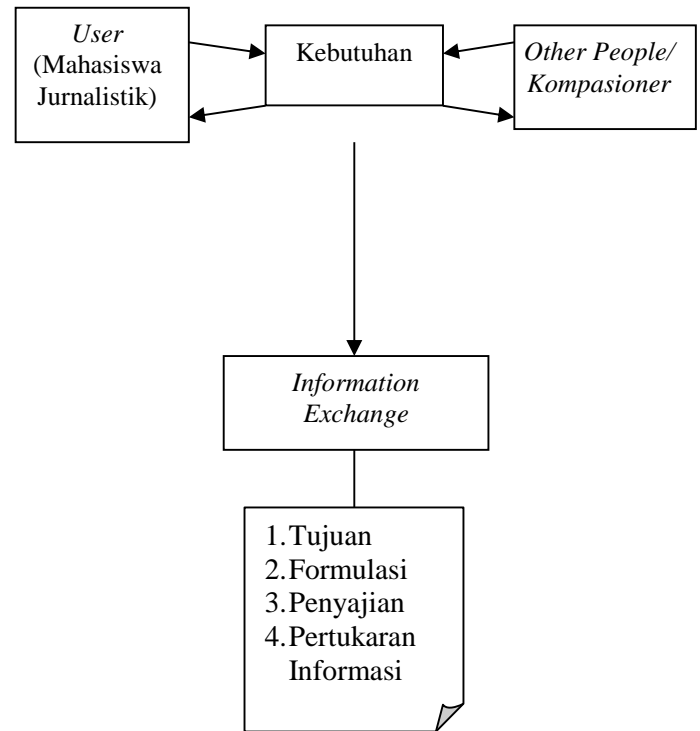 User
(Mahasiswa
Jurnalistik)
Kebutuhan
Other People/
Kompasioner
Information
Exchange
1.Tujuan
2.Formulasi
3.Penyajian
4.Pertukaran
Informasi